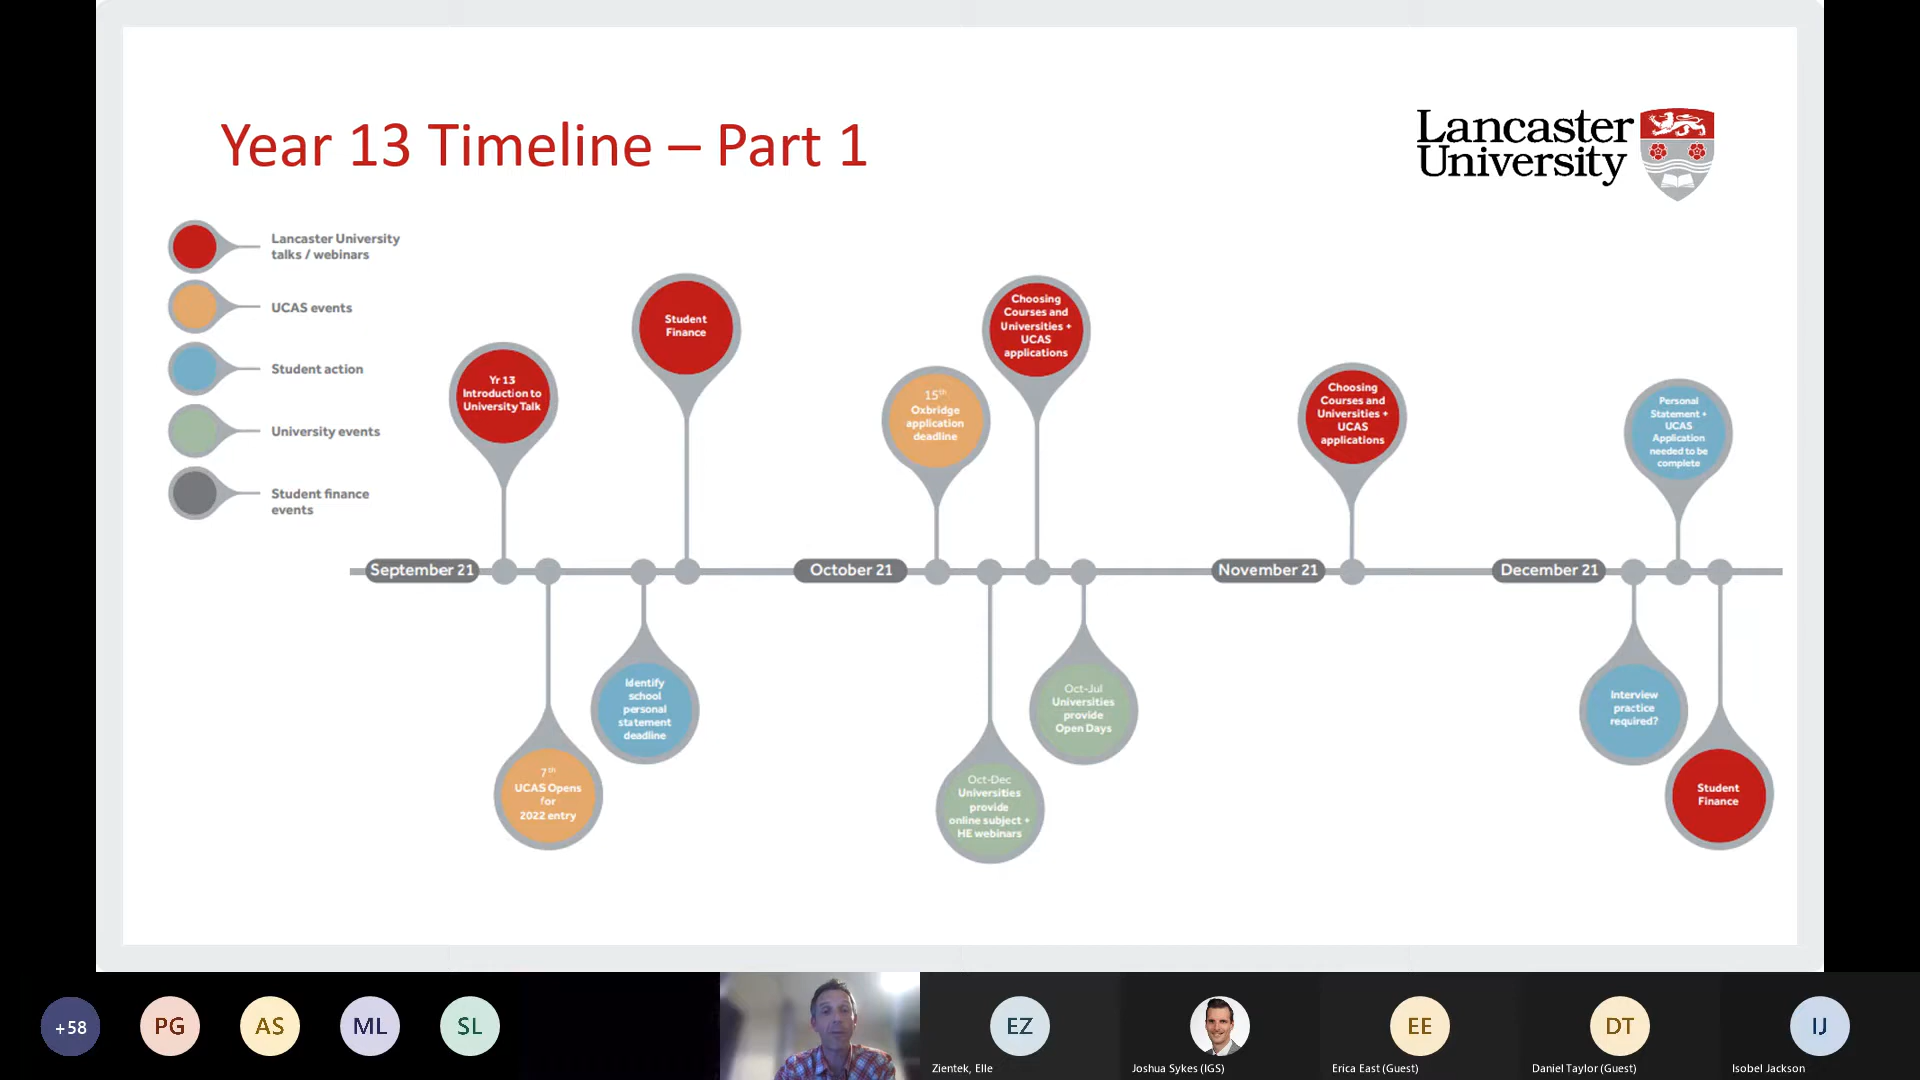 Year 13 Timeline – Part 1
Lancaster
University
Lancaster University
talks / webinars
UCAS events
Student action
University events
Student finance
events
Yr 13
Introduction to
University Talk
Student
Finance
15th
Oxbridge
application
deadline
Choosing
Courses and
Universities +
UCAS
applications
Choosing
Courses and
Universities +
UCAS
applications
Personal
Statement +
UCAS
Application
needed to be
complete
September 21
October 21
November 21
December 21
7th
UCAS Opens
for
2022 entry
Identify
school
personal
statement
deadline
Oct-Dec
Universities
provide
online subject +
HE webinars
Oct-Jul
Universities
provide
Open Days
Interview
practice
required?
Student
Finance
+58
PG
AS
ML
SL
EZ
Zientek, Elle
Joshua Sykes (IGS)
EE
Erica East (Guest)
DT
Daniel Taylor (Guest)
IJ
Isobel Jackson